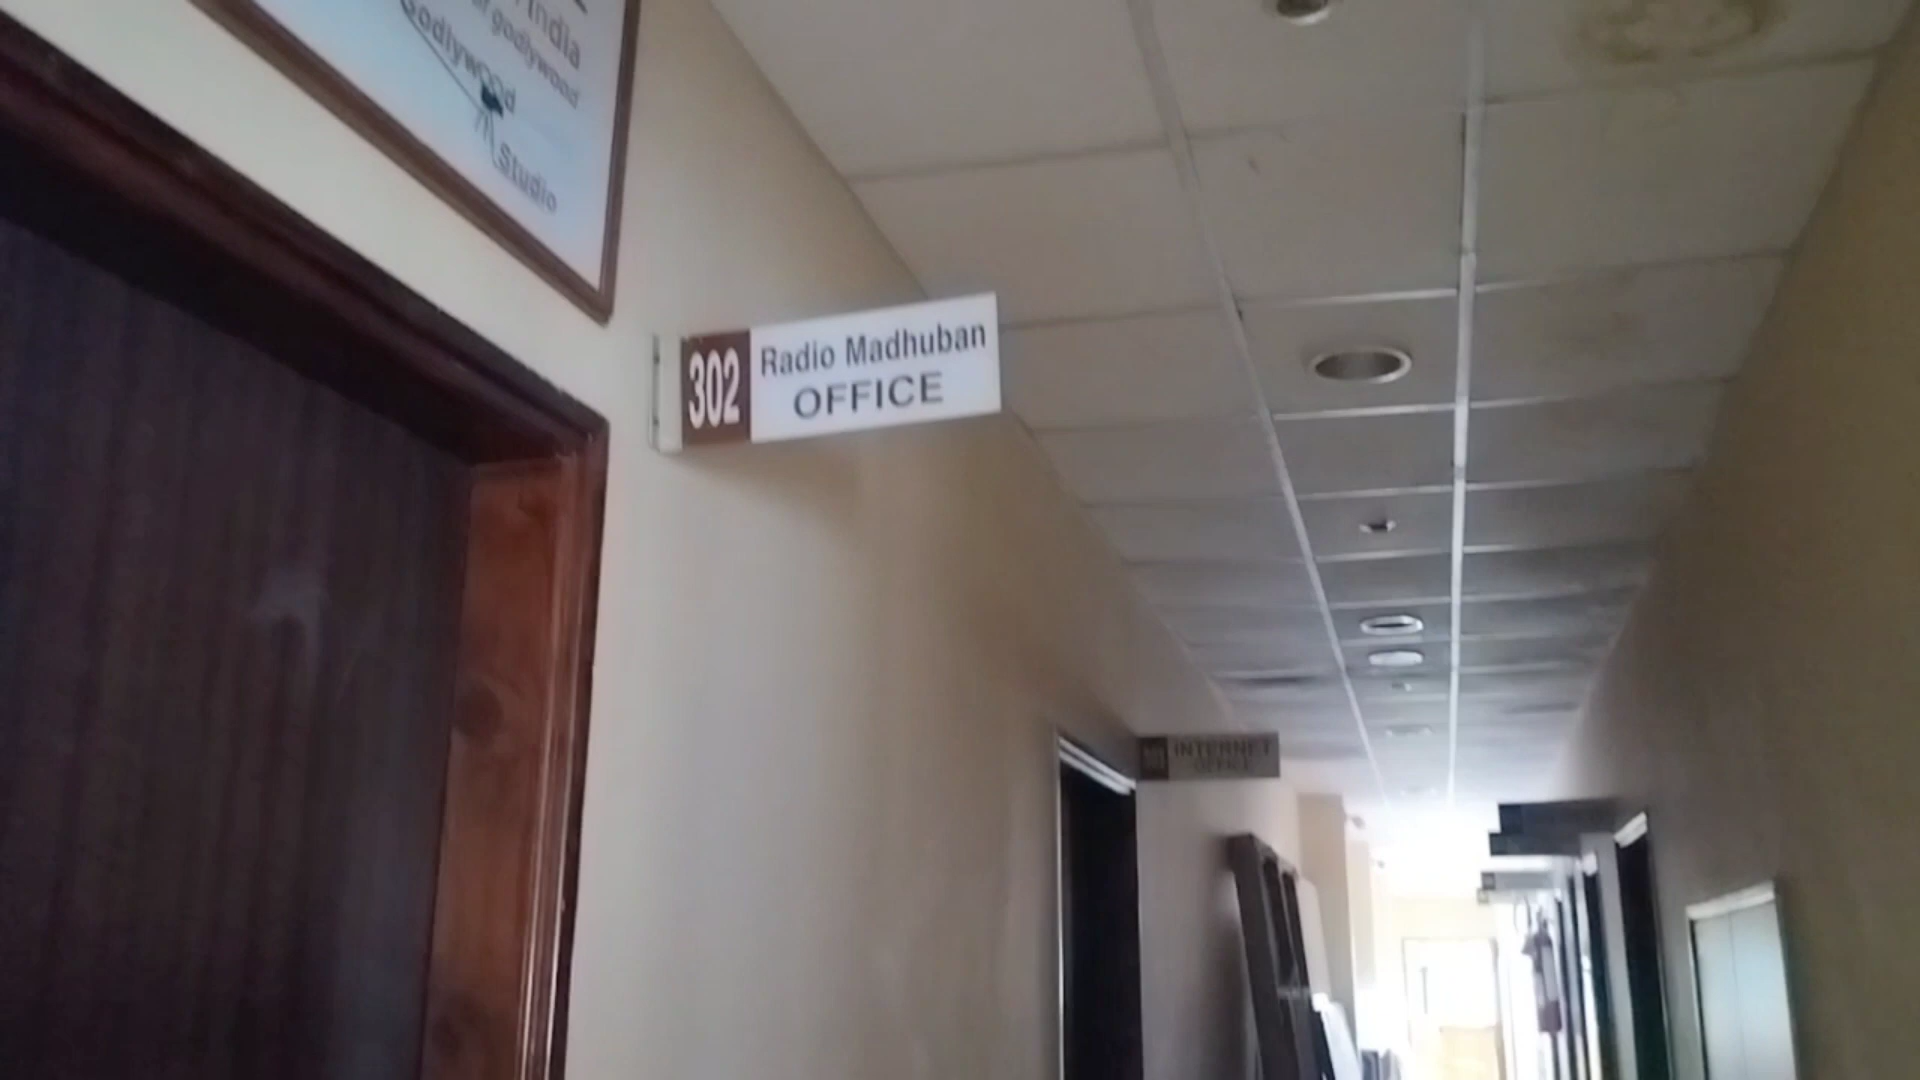 India
godlywood
Godlywood
Studio
302
Radio Madhuban
OFFICE
INTERNET
OFFICE